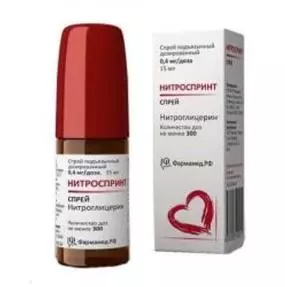 Спрей подъязычный
дозированный
0,4 мг/доза, 15 мл
НИТРОСПРИНТ
СПРЕЙ
Нитроглицерин
Количество доз
не менее 300
Фармамед.РФ
Спрей подъязычный
дозированный
0,4 мг/доза
15 мл
НИТРОСПРИНТ
СПРЕЙ
Нитроглицерин
Количество доз
не менее 300
Фармамед.РФ